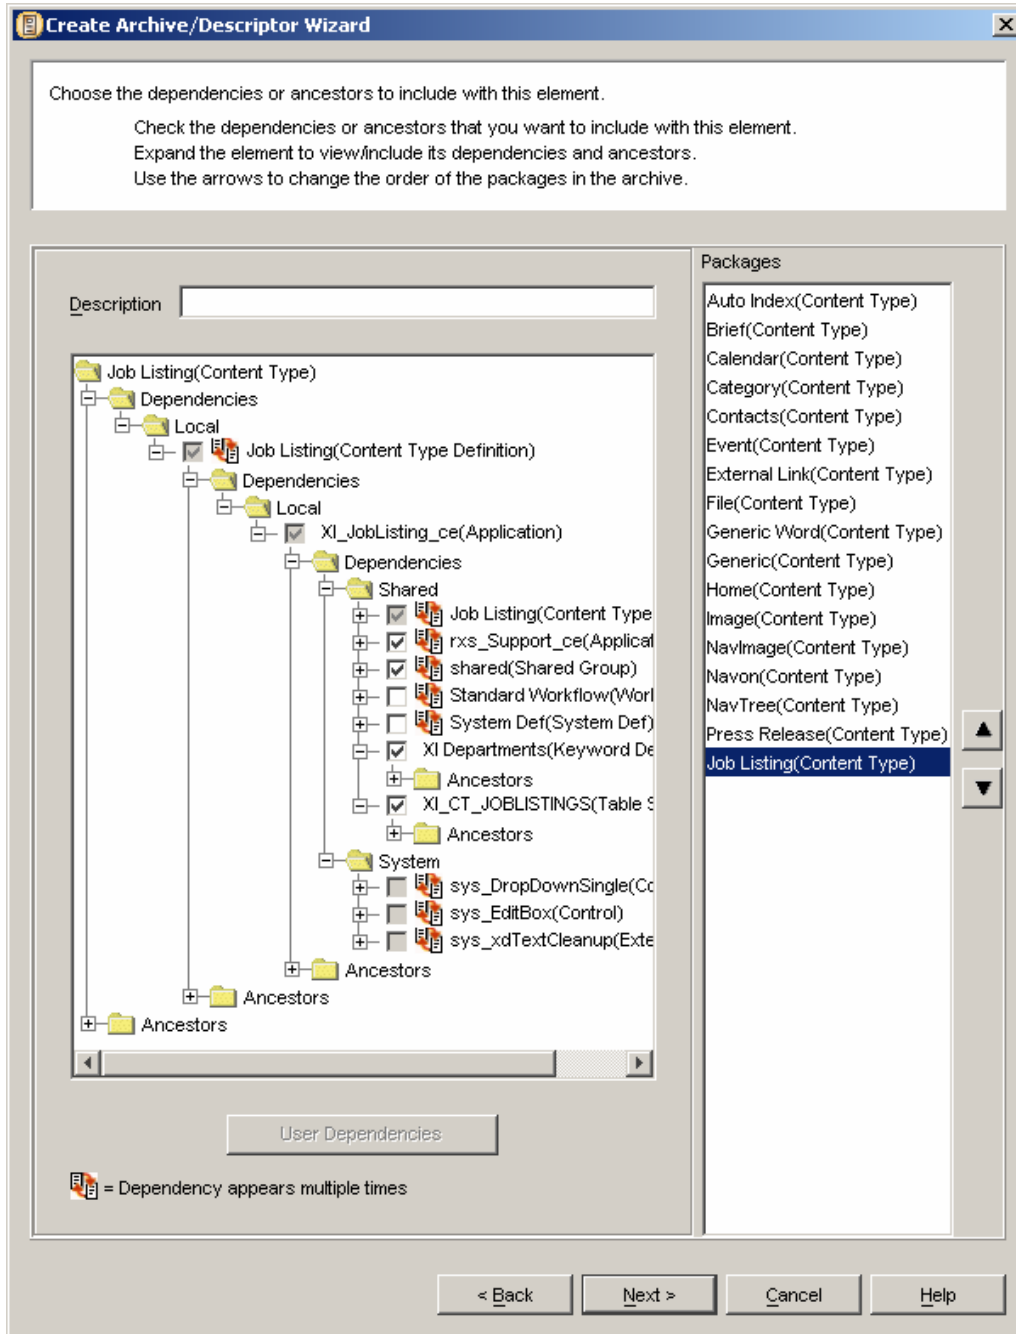 Create Archive/Descriptor Wizard
Choose the dependencies or ancestors to include with this element.
Check the dependencies or ancestors that you want to include with this element.
Expand the element to view/include its dependencies and ancestors.
Use the arrows to change the order of the packages in the archive.
Description
Job Listing(Content Type)
Dependencies
Local
Job Listing(Content Type Definition)
Dependencies
Local
XI_JobListing_ce(Application)
Dependencies
Shared
Job Listing(Content Type
rxs_Support_ce(Applicat
shared(Shared Group)
Standard Workflow(Worl
System Def(System Def)
XI Departments(Keyword De
Ancestors
XI_CT_JOBLISTINGS(Table S
Ancestors
System
sys_DropDownSingle(Co
sys_EditBox(Control)
sys_xdTextCleanup(Exte
Ancestors
Ancestors
Ancestors
User Dependencies
= Dependency appears multiple times
Packages
Auto Index(Content Type)
Brief(Content Type)
Calendar(Content Type)
Category(Content Type)
Contacts(Content Type)
Event(Content Type)
External Link(Content Type)
File(Content Type)
Generic Word(Content Type)
Generic(Content Type)
Home(Content Type)
Image(Content Type)
NavImage(Content Type)
Navon(Content Type)
NavTree(Content Type)
Press Release(Content Type)
Job Listing(Content Type)
< Back
Next >
Cancel
Help